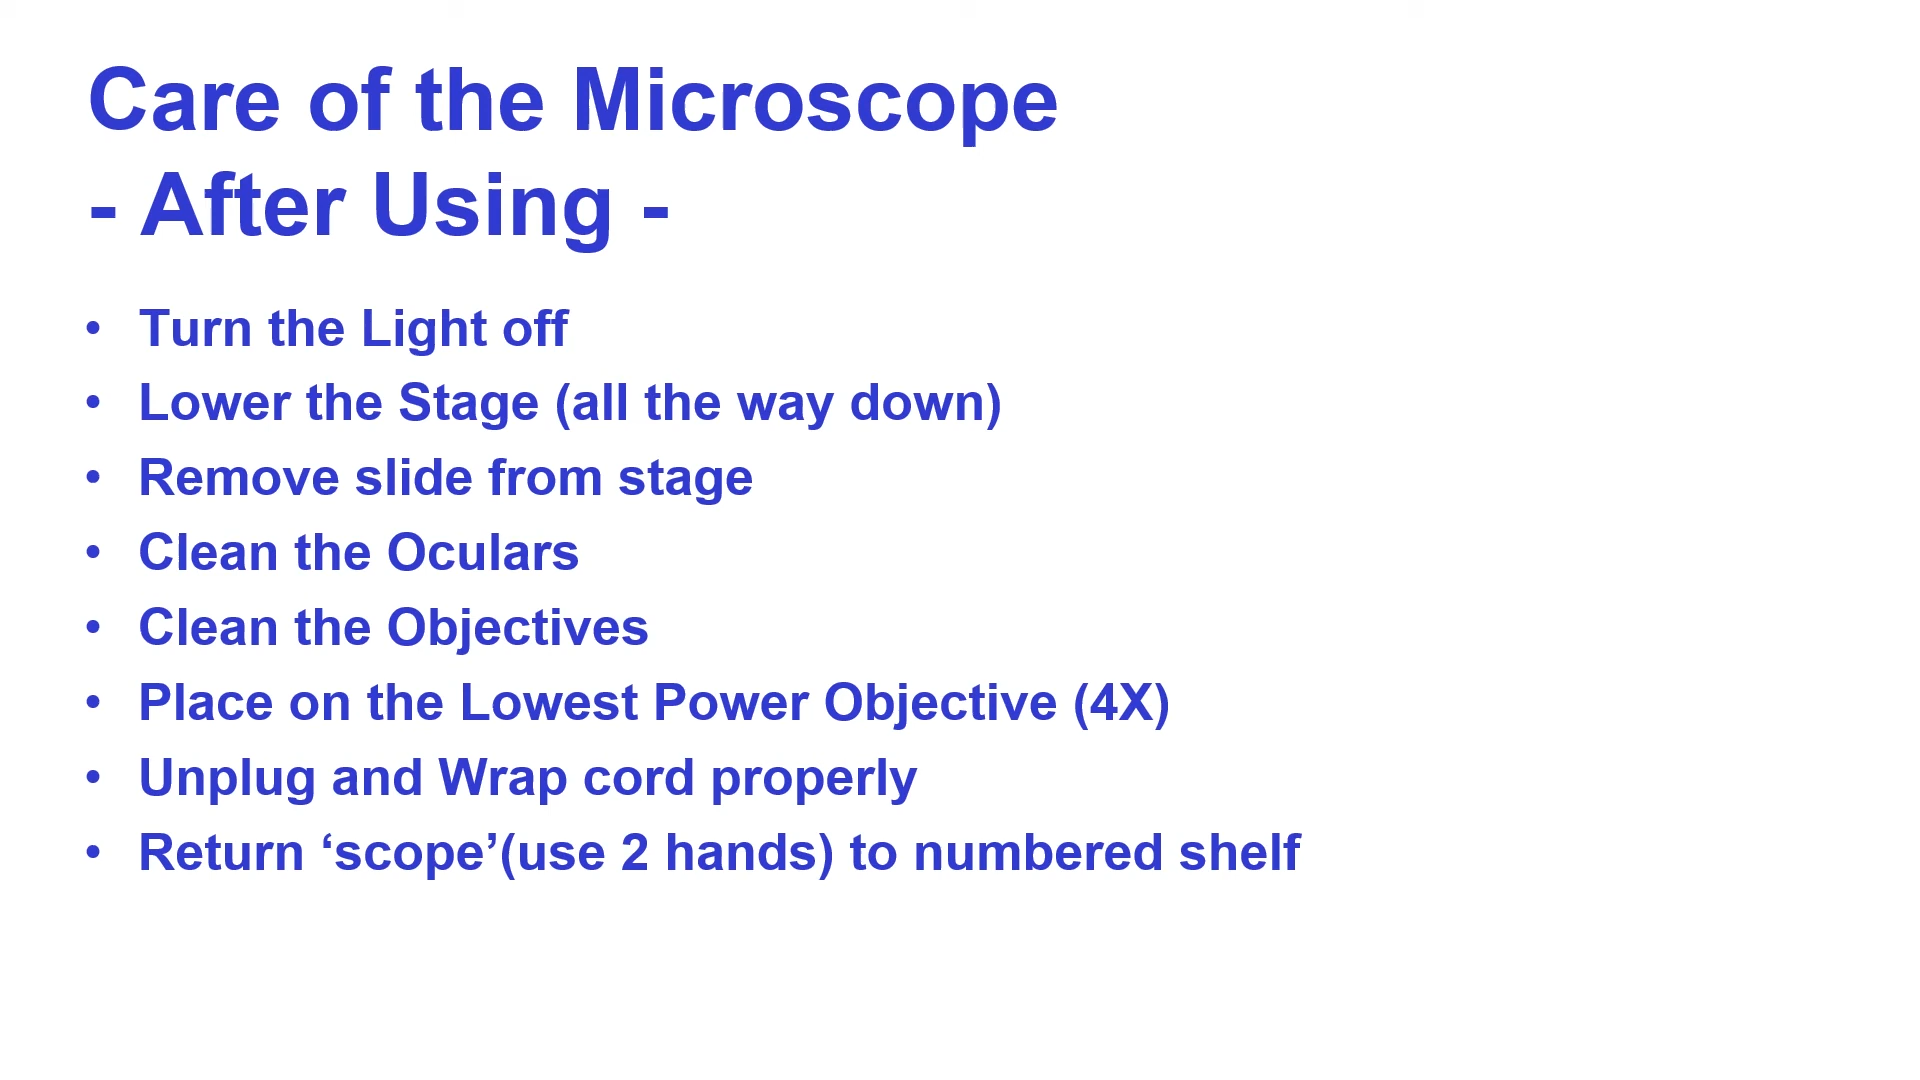 Care of the Microscope
- After Using -
• Turn the Light off
• Lower the Stage (all the way down)
• Remove slide from stage
• Clean the Oculars
• Clean the Objectives
• Place on the Lowest Power Objective (4X)
• Unplug and Wrap cord properly
• Return ‘scope’(use 2 hands) to numbered shelf